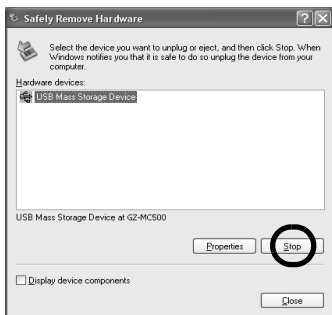 Safely Remove Hardware
Select the device you want to unplug or eject, and then click Stop. When
Windows notifies you that it is safe to do so unplug the device from your
computer.
Hardware devices:
USB Mass Storage Device
USB Mass Storage Device at GZ-MC500
Properties
Stop
Display device components
Close